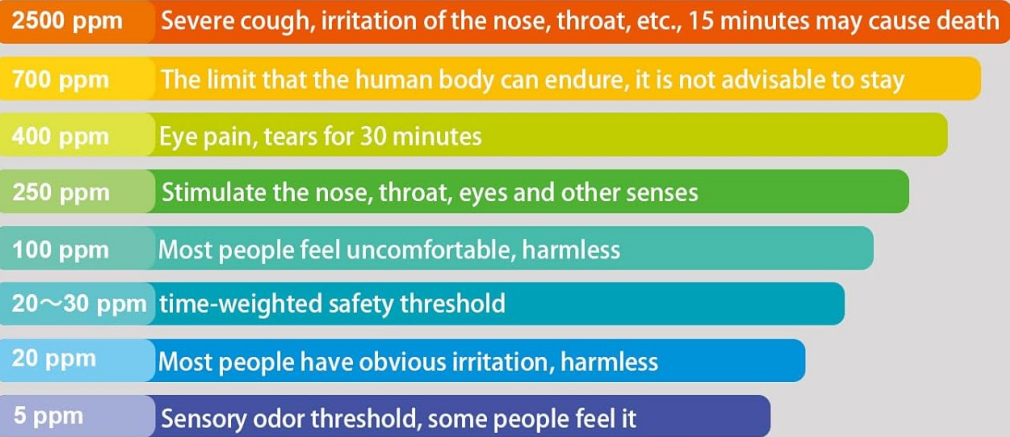 2500 ppm Severe cough, irritation of the nose, throat, etc., 15 minutes may cause death
700 ppm The limit that the human body can endure, it is not advisable to stay
400 ppm Eye pain, tears for 30 minutes
250 ppm Stimulate the nose, throat, eyes and other senses
100 ppm Most people feel uncomfortable, harmless
20～30 ppm time-weighted safety threshold
20 ppm Most people have obvious irritation, harmless
5 ppm Sensory odor threshold, some people feel it